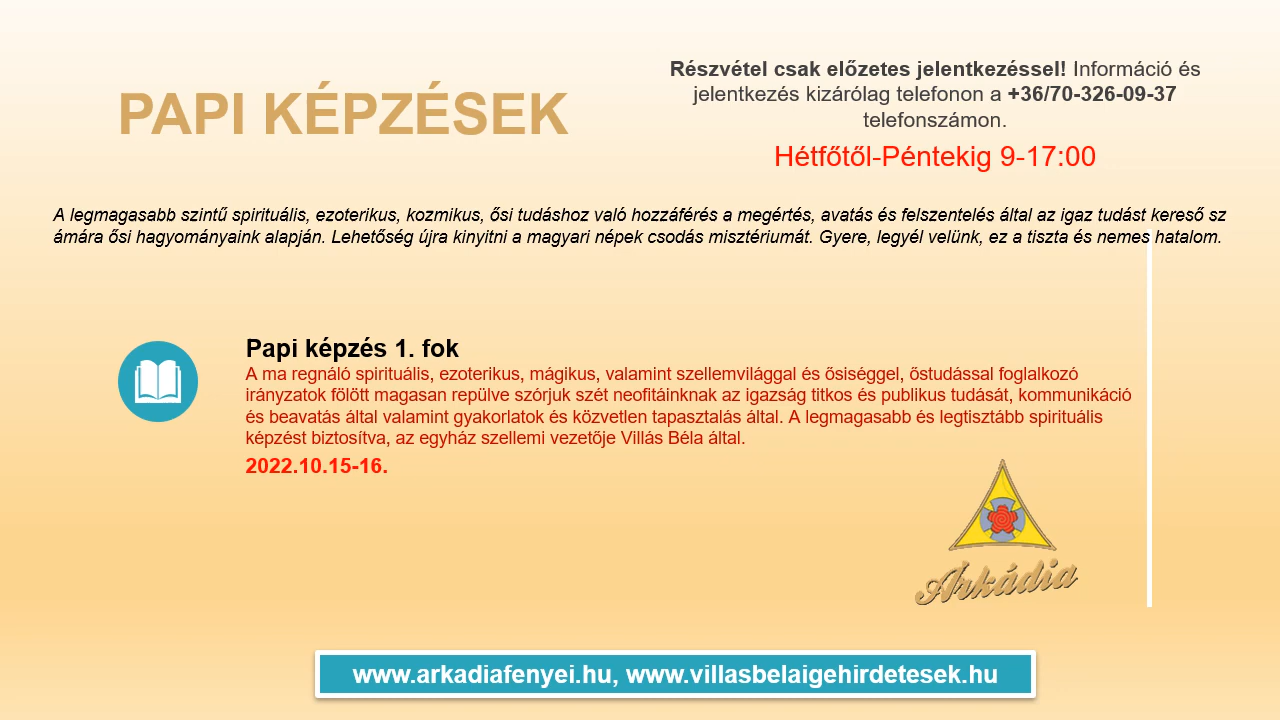 PAPI KÉPZÉSEK
Részvétel csak előzetes jelentkezéssel! Információ és
jelentkezés kizárólag telefonon a +36/70-326-09-37
telefonszámon.
Hétfőtől-Péntekig 9-17:00
A legmagasabb szintű spirituális, ezoterikus, kozmikus, ősi tudáshoz való hozzáférés a megértés, avatás és felszentelés által az igaz tudást kereső sz
ámára ősi hagyományaink alapján. Lehetőség újra kinyitni a magyari népek csodás misztériumát. Gyere, legyél velünk, ez a tiszta és nemes hatalom.
Papi képzés 1. fok
A ma regnáló spirituális, ezoterikus, mágikus, valamint szellemvilággal és ősiséggel, őstudással foglalkozó
irányzatok fölött magasan repülve szórjuk szét neofitáinknak az igazság titkos és publikus tudását, kommunikáció
és beavatás által valamint gyakorlatok és közvetlen tapasztalás által. A legmagasabb és legtisztább spirituális
képzést biztosítva, az egyház szellemi vezetője Villás Béla által.
2022.10.15-16.
Árkádia
www.arkadiafenyei.hu, www.villasbelaigehirdetesek.hu